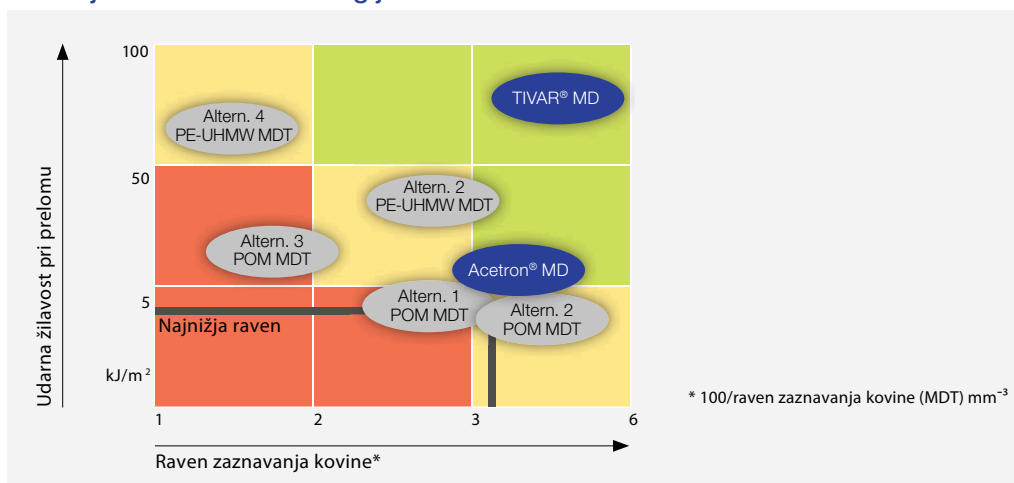 100
50
5
kJ/m²
Udarna žilavost pri prelomu
Altern. 4
PE-UHMW MDT
TIVAR® MD
Altern. 2
PE-UHMW MDT
Altern. 3
POM MDT
Acetron® MD
Altern. 1
POM MDT
Altern. 2
POM MDT
Najnižja raven
1
2
3
6
Raven zaznavanja kovine*
* 100/raven zaznavanja kovine (MDT) mm⁻³